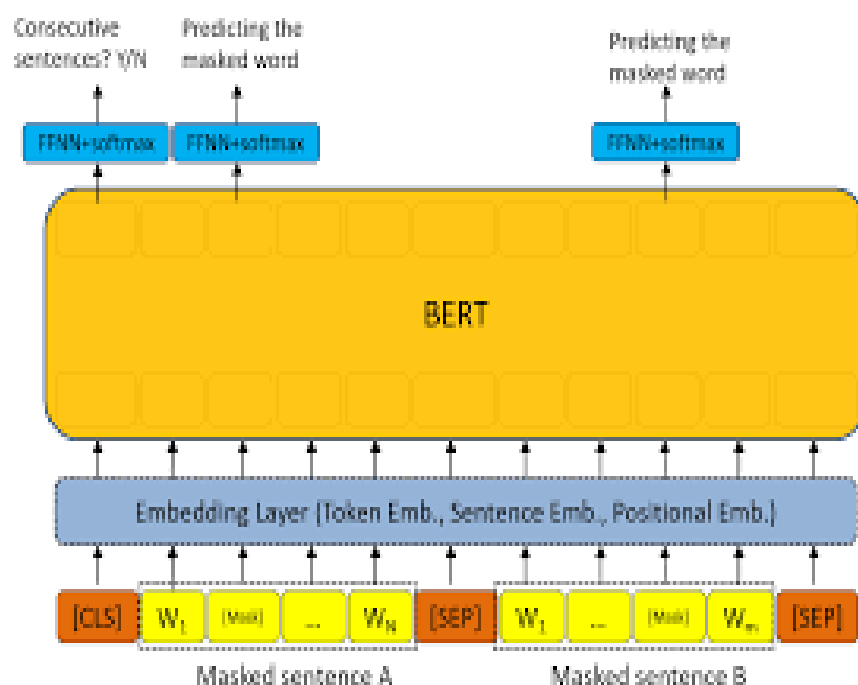 Consecutive
sentences? Y/N
Predicting the
masked word
Predicting the
masked word
FFNN+softmax
FFNN+softmax
FFNN+softmax
BERT
Embedding Layer (Token Emb., Sentence Emb., Positional Emb.)
[CLS] W1 [Mask] ... WN [SEP] W1 ... [Mask] Wm [SEP]
Masked sentence A
Masked sentence B